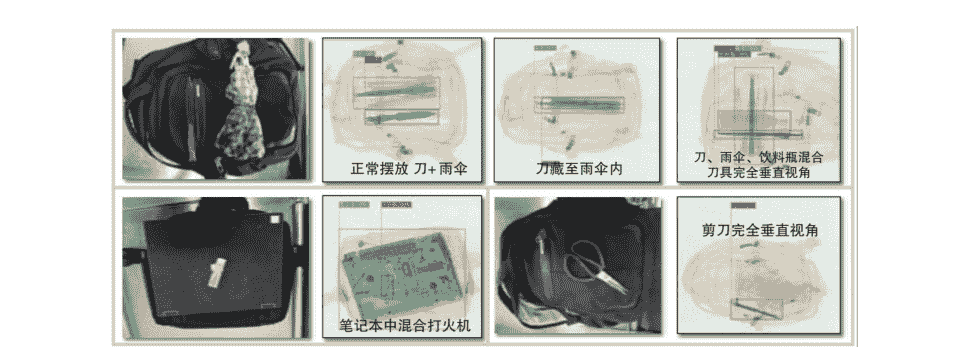 正常摆放 刀+雨伞
刀藏至雨伞内
刀、雨伞、饮料瓶混合
刀具完全垂直视角
笔记本中混合打火机
剪刀完全垂直视角